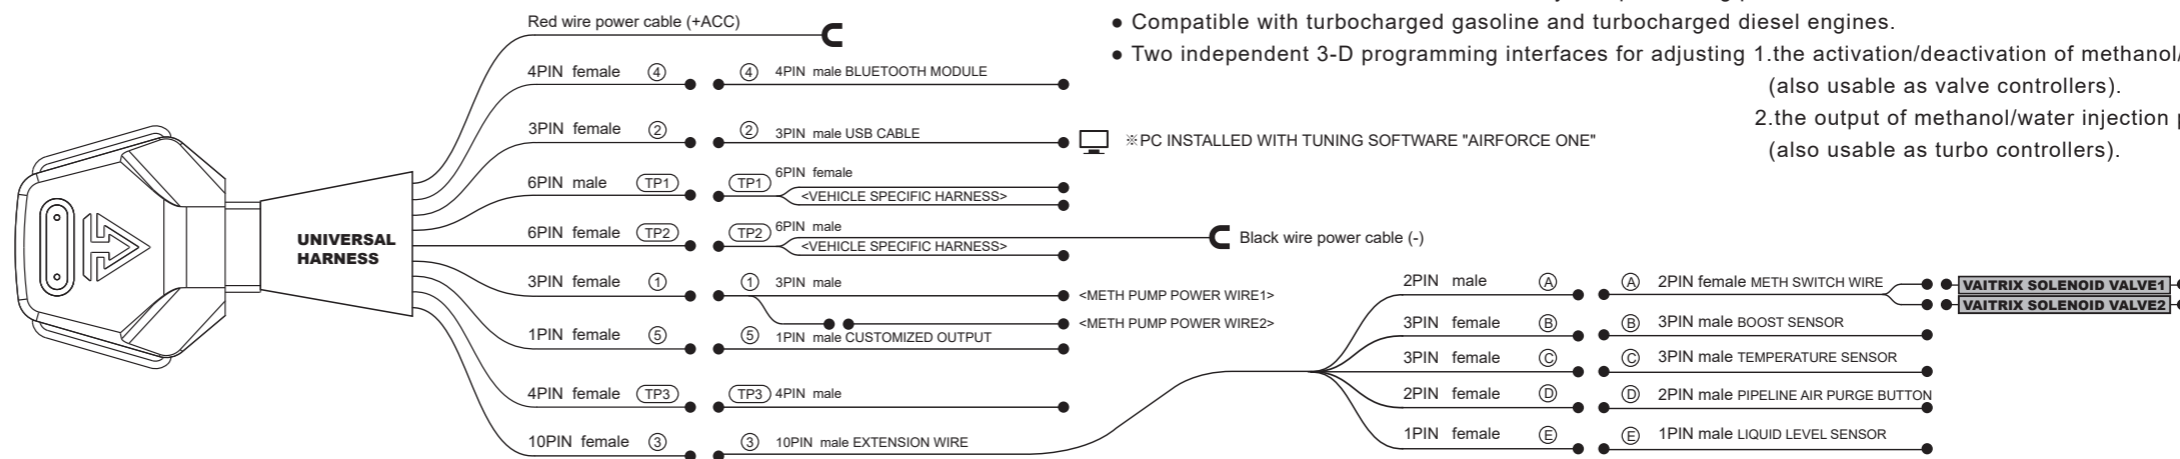 ● Compatible with turbocharged gasoline and turbocharged diesel engines.
● Two independent 3-D programming interfaces for adjusting 1.the activation/deactivation of methanol/
(also usable as valve controllers).
2.the output of methanol/water injection
(also usable as turbo controllers).
Red wire power cable (+ACC)
4PIN female ④ ④ 4PIN male BLUETOOTH MODULE
3PIN female ② ② 3PIN male USB CABLE ※PC INSTALLED WITH TUNING SOFTWARE "AIRFORCE ONE"
6PIN male TP1 TP1 6PIN female
<VEHICLE SPECIFIC HARNESS>
6PIN female TP2 TP2 6PIN male
<VEHICLE SPECIFIC HARNESS>
Black wire power cable (-)
UNIVERSAL
HARNESS
3PIN female ① ① 3PIN male <METH PUMP POWER WIRE1>
<METH PUMP POWER WIRE2>
1PIN female ⑤ ⑤ 1PIN male CUSTOMIZED OUTPUT
4PIN female TP3 TP3 4PIN male
10PIN female ③ ③ 10PIN male EXTENSION WIRE
2PIN male Ⓐ Ⓐ 2PIN female METH SWITCH WIRE
VAITRIX SOLENOID VALVE1
VAITRIX SOLENOID VALVE2
3PIN female Ⓑ Ⓑ 3PIN male BOOST SENSOR
3PIN female Ⓒ Ⓒ 3PIN male TEMPERATURE SENSOR
2PIN female Ⓓ Ⓓ 2PIN male PIPELINE AIR PURGE BUTTON
1PIN female Ⓔ Ⓔ 1PIN male LIQUID LEVEL SENSOR